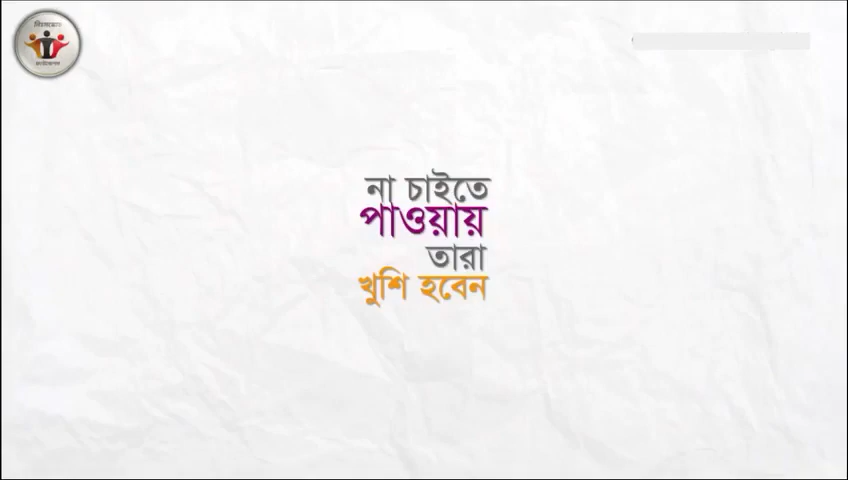 না চাইতে
পাওয়ায়
তারা
খুশি হবেন